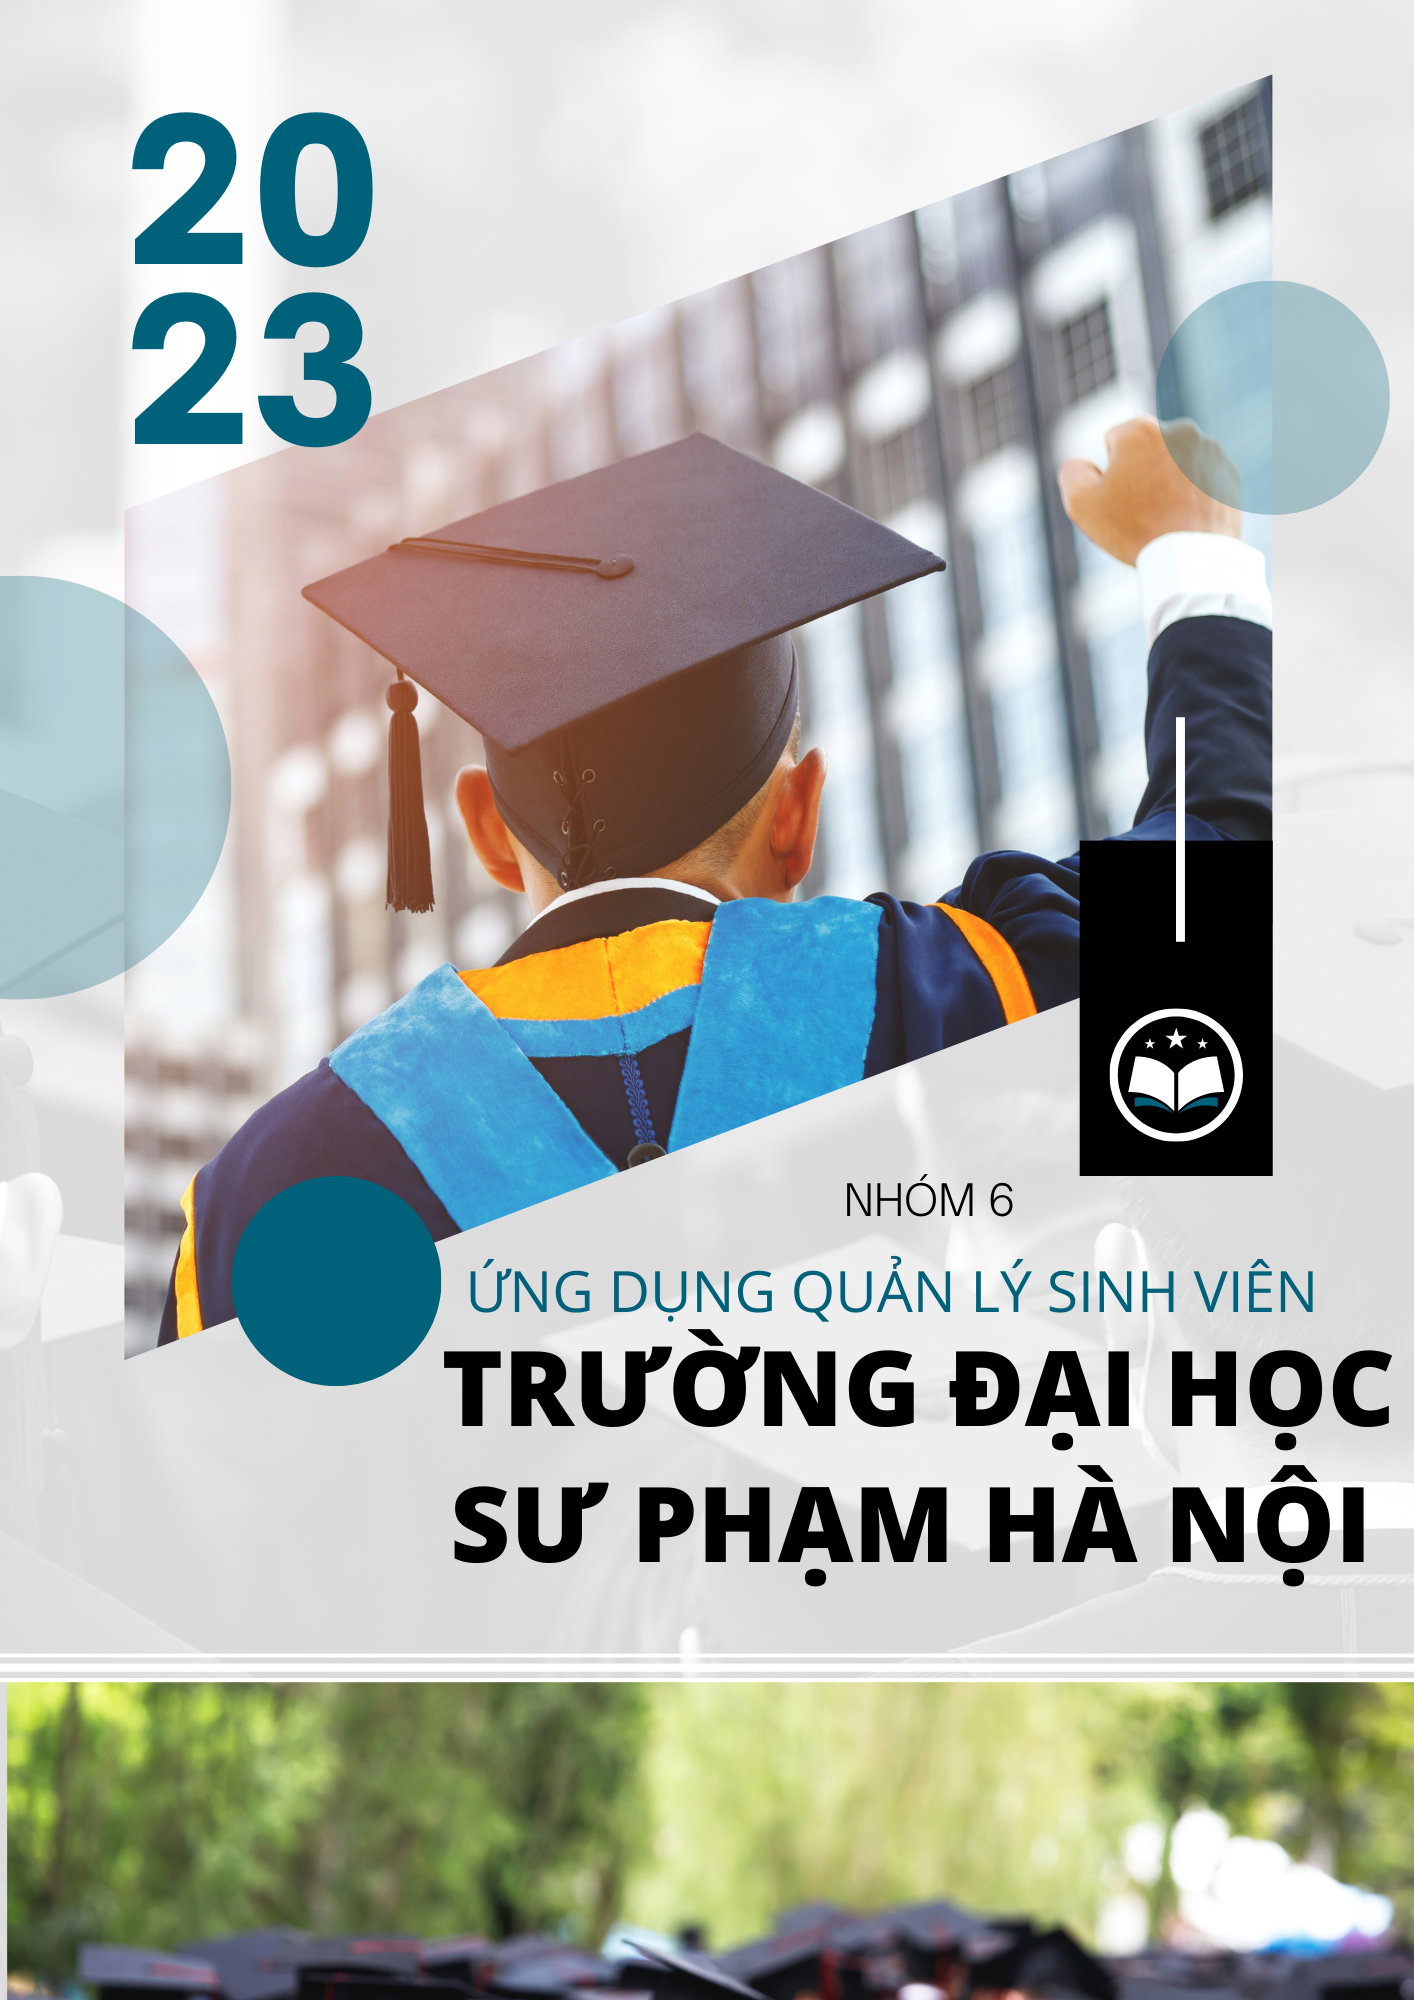 20
23
NHÓM 6
ỨNG DỤNG QUẢN LÝ SINH VIÊN
TRƯỜNG ĐẠI HỌC
SƯ PHẠM HÀ NỘI